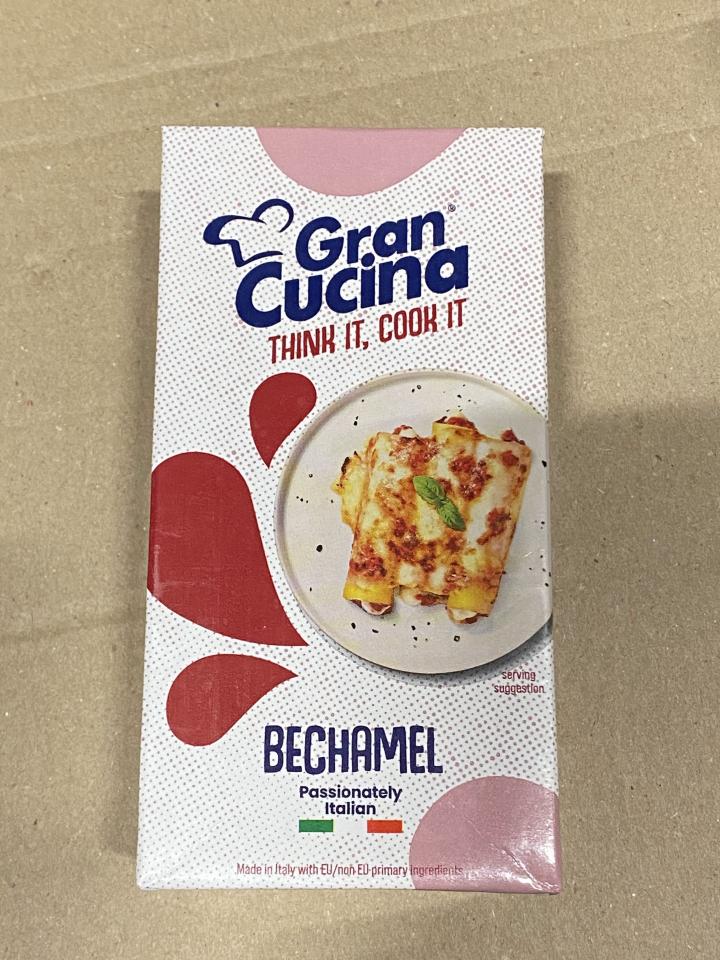 Gran®
Cucina
THINK IT, COOK IT
serving
suggestion
BECHAMEL
Passionately
Italian
Made in Italy with EU/non EU primary ingredients